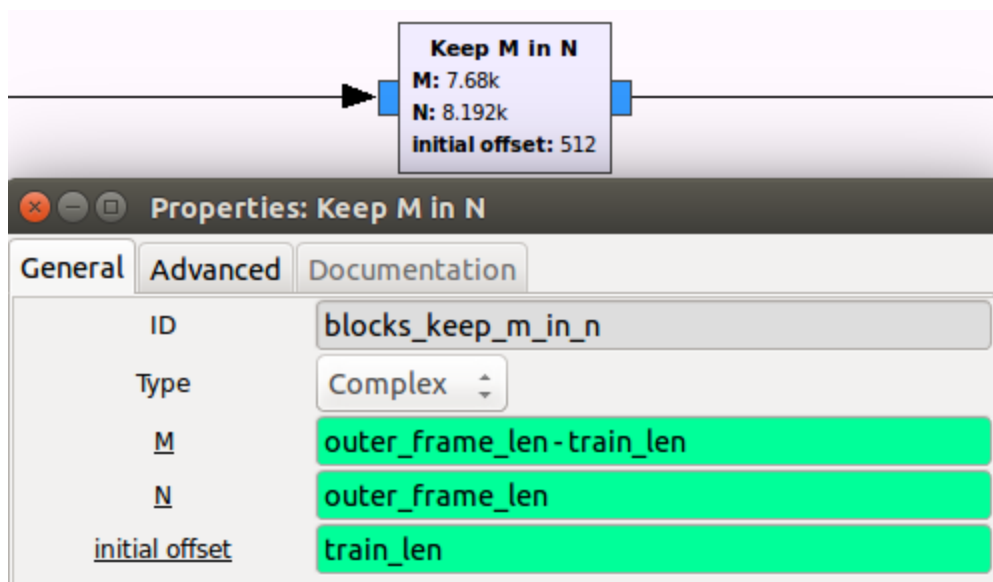 Keep M in N
M: 7.68k
N: 8.192k
initial offset: 512
Properties: Keep M in N
General Advanced Documentation
ID blocks_keep_m_in_n
Type Complex
M outer_frame_len - train_len
N outer_frame_len
initial offset train_len